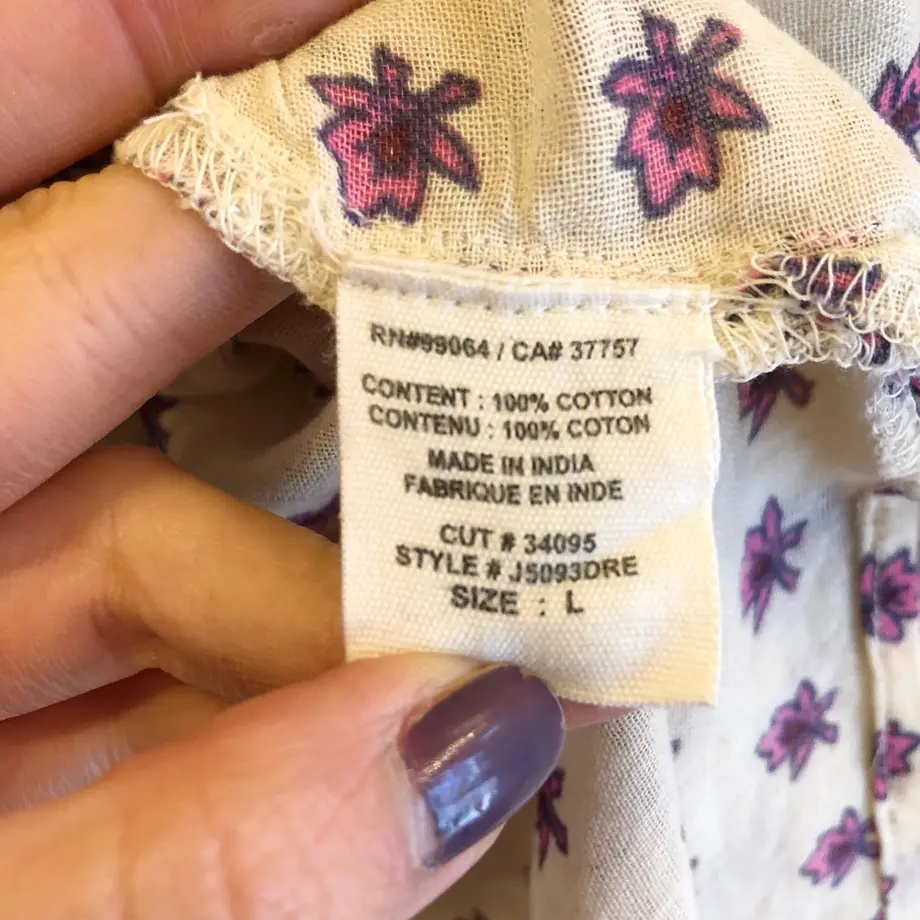 RN#99064 / CA# 37757
CONTENT : 100% COTTON
CONTENU : 100% COTON
MADE IN INDIA
FABRIQUE EN INDE
CUT # 34095
STYLE # J5093DRE
SIZE : L